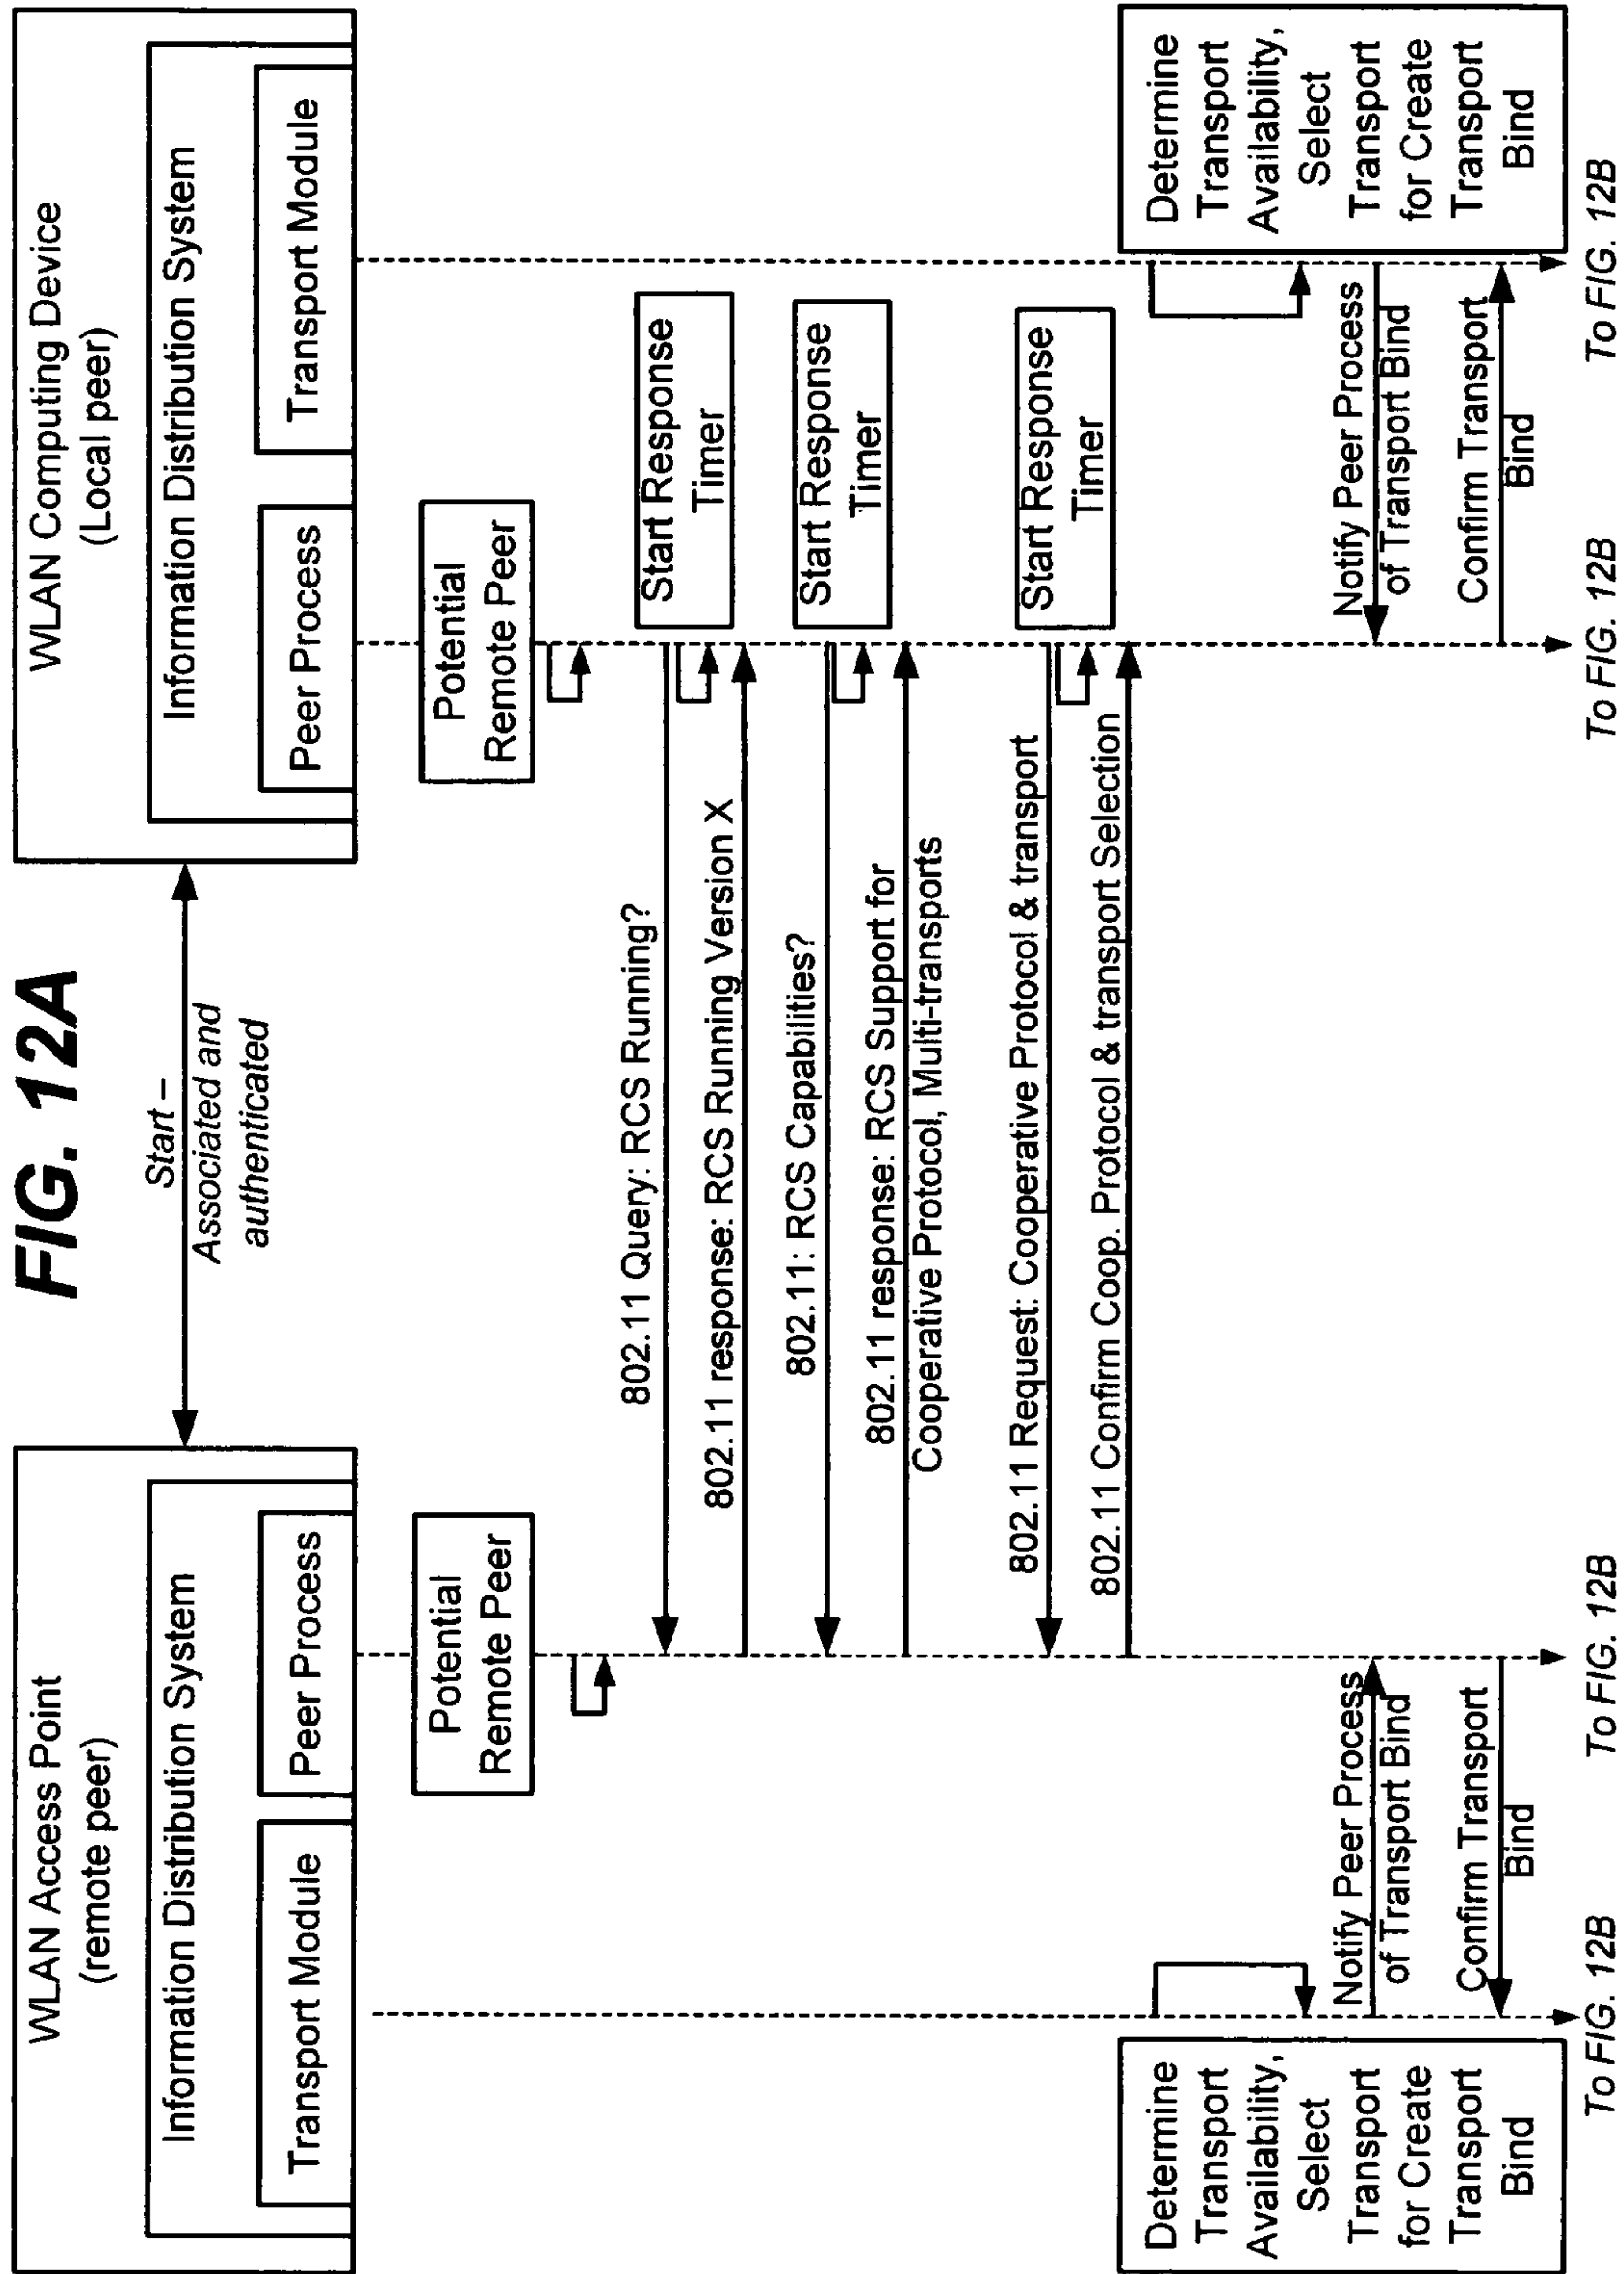 FIG. 12A
WLAN Access Point
(remote peer)
Information Distribution System
Transport Module
Peer Process
Start –
Associated and
authenticated
WLAN Computing Device
(Local peer)
Information Distribution System
Peer Process
Transport Module
Potential
Remote Peer
Potential
Remote Peer
802.11 Query: RCS Running?
Start Response
Timer
802.11 response: RCS Running Version X
802.11: RCS Capabilities?
Start Response
Timer
802.11 response: RCS Support for
Cooperative Protocol, Multi-transports
802.11 Request: Cooperative Protocol & transport
Start Response
Timer
802.11 Confirm Coop. Protocol & transport Selection
Determine
Transport
Availability,
Select
Transport
for Create
Transport
Bind
Notify Peer Process
of Transport Bind
Confirm Transport
Bind
Notify Peer Process
of Transport Bind
Confirm Transport
Bind
Determine
Transport
Availability,
Select
Transport
for Create
Transport
Bind
To FIG. 12B
To FIG. 12B
To FIG. 12B
To FIG. 12B